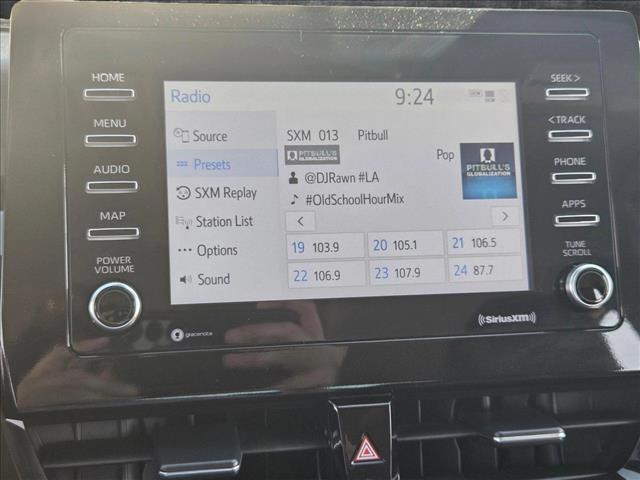 HOME
MENU
AUDIO
MAP
POWER
VOLUME
Radio
9:24
Source
Presets
SXM Replay
Station List
Options
Sound
SXM 013 Pitbull
PITBULL'S
GLOBALIZATION
Pop
PITBULL'S
GLOBALIZATION
@DJRawn #LA
#OldSchoolHourMix
< >
19 103.9 20 105.1 21 106.5
22 106.9 23 107.9 24 87.7
SEEK >
< TRACK
PHONE
APPS
TUNE
SCROLL
gracenote
((SiriusXM))